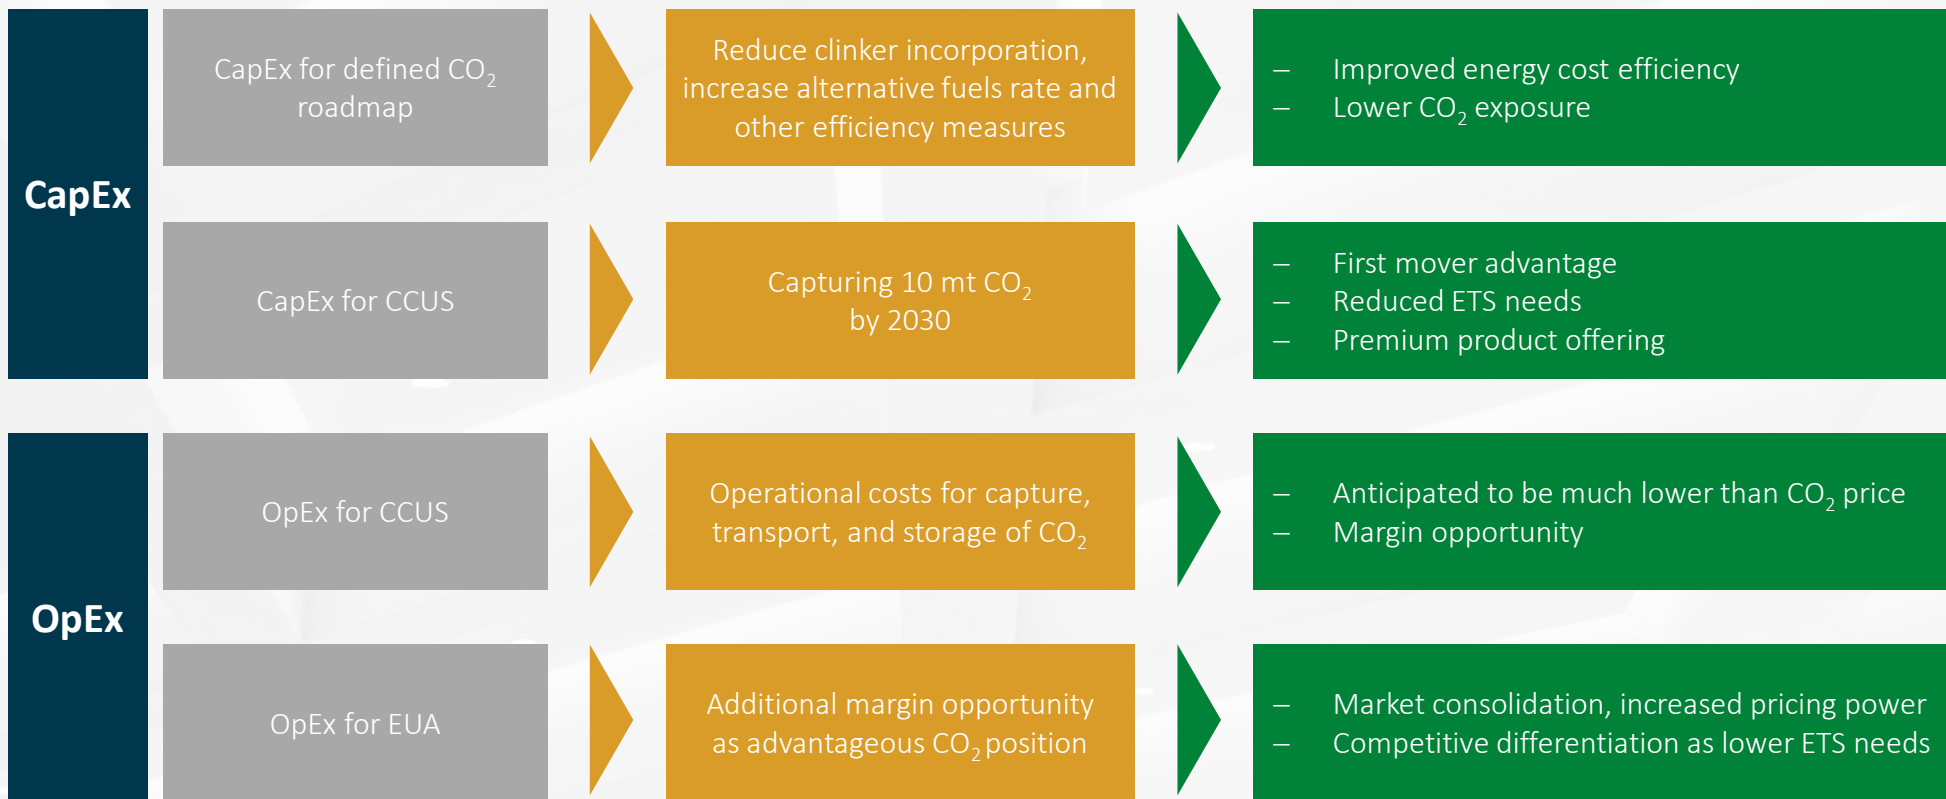 CapEx
CapEx for defined CO₂
roadmap
Reduce clinker incorporation,
increase alternative fuels rate and
other efficiency measures
– Improved energy cost efficiency
– Lower CO₂ exposure
CapEx for CCUS
Capturing 10 mt CO₂
by 2030
– First mover advantage
– Reduced ETS needs
– Premium product offering
OpEx
OpEx for CCUS
Operational costs for capture,
transport, and storage of CO₂
– Anticipated to be much lower than CO₂ price
– Margin opportunity
OpEx for EUA
Additional margin opportunity
as advantageous CO₂ position
– Market consolidation, increased pricing power
– Competitive differentiation as lower ETS needs